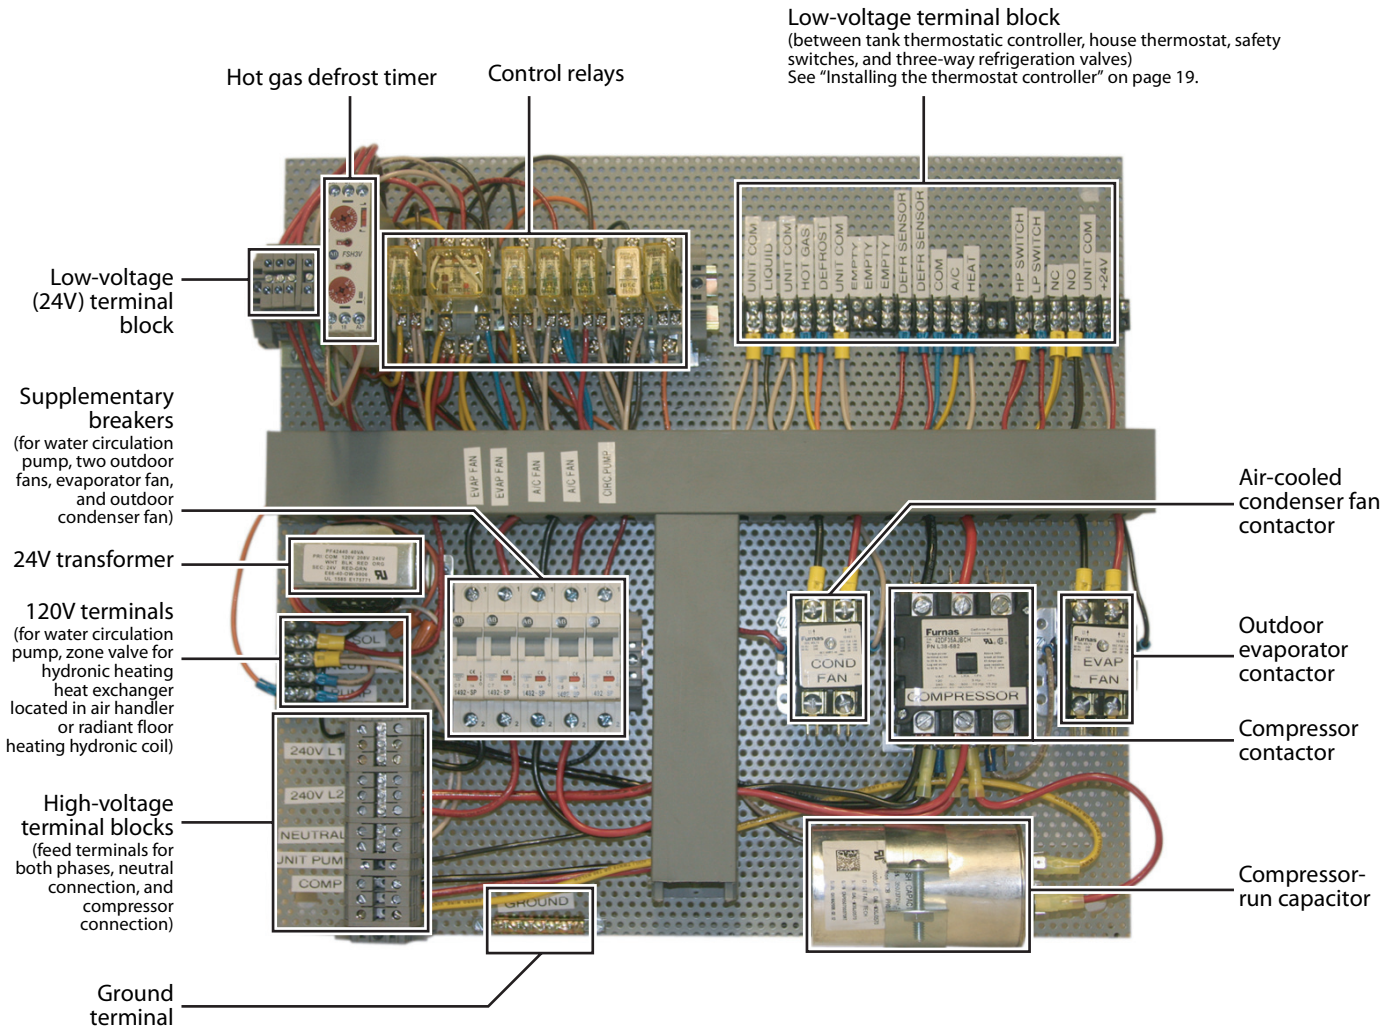 Low-voltage terminal block
(between tank thermostatic controller, house thermostat, safety
switches, and three-way refrigeration valves)
See “Installing the thermostat controller” on page 19.
Hot gas defrost timer
Control relays
Low-voltage
(24V) terminal
block
Supplementary
breakers
(for water circulation
pump, two outdoor
fans, evaporator fan,
and outdoor
condenser fan)
24V transformer
120V terminals
(for water circulation
pump, zone valve for
hydronic heating
heat exchanger
located in air handler
or radiant floor
heating hydronic coil)
High-voltage
terminal blocks
(feed terminals for
both phases, neutral
connection, and
compressor
connection)
Ground
terminal
Air-cooled
condenser fan
contactor
Outdoor
evaporator
contactor
Compressor
contactor
Compressor-
run capacitor
UNIT COM
LIQUID
UNIT COM
HOT GAS
DEFROST
UNIT COM
EMPTY
EMPTY
EMPTY
DEFR SENSOR
DEFR SENSOR
COM
A/C
HEAT
HP SWITCH
LP SWITCH
NC
NO
UNIT COM
+24V
EVAP FAN
EVAP FAN
A/C FAN
A/C FAN
CIRC.PUMP
SOL
PUMP
240V L1
240V L2
NEUTRAL
UNIT PUM
COMP
GROUND
Furnas
COND
FAN
Furnas
COMPRESSOR
Furnas
EVAP
FAN